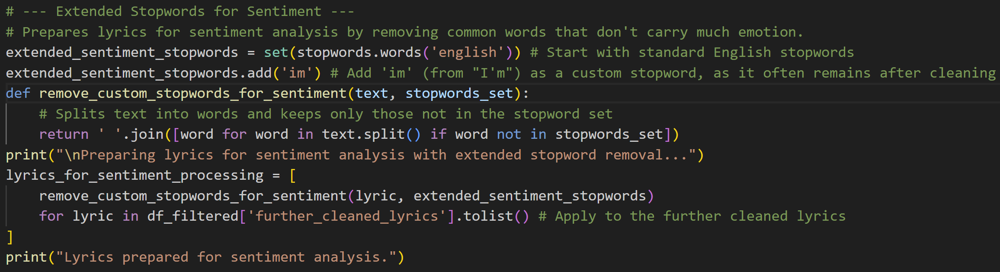 # --- Extended Stopwords for Sentiment ---
# Prepares lyrics for sentiment analysis by removing common words that don't carry much emotion.
extended_sentiment_stopwords = set(stopwords.words('english')) # Start with standard English stopwords
extended_sentiment_stopwords.add('im') # Add 'im' (from "I'm") as a custom stopword, as it often remains after cleaning
def remove_custom_stopwords_for_sentiment(text, stopwords_set):
    # Splits text into words and keeps only those not in the stopword set
    return ' '.join([word for word in text.split() if word not in stopwords_set])
print("\nPreparing lyrics for sentiment analysis with extended stopword removal...")
lyrics_for_sentiment_processing = [
    remove_custom_stopwords_for_sentiment(lyric, extended_sentiment_stopwords)
    for lyric in df_filtered['further_cleaned_lyrics'].tolist() # Apply to the further cleaned lyrics
]
print("Lyrics prepared for sentiment analysis.")